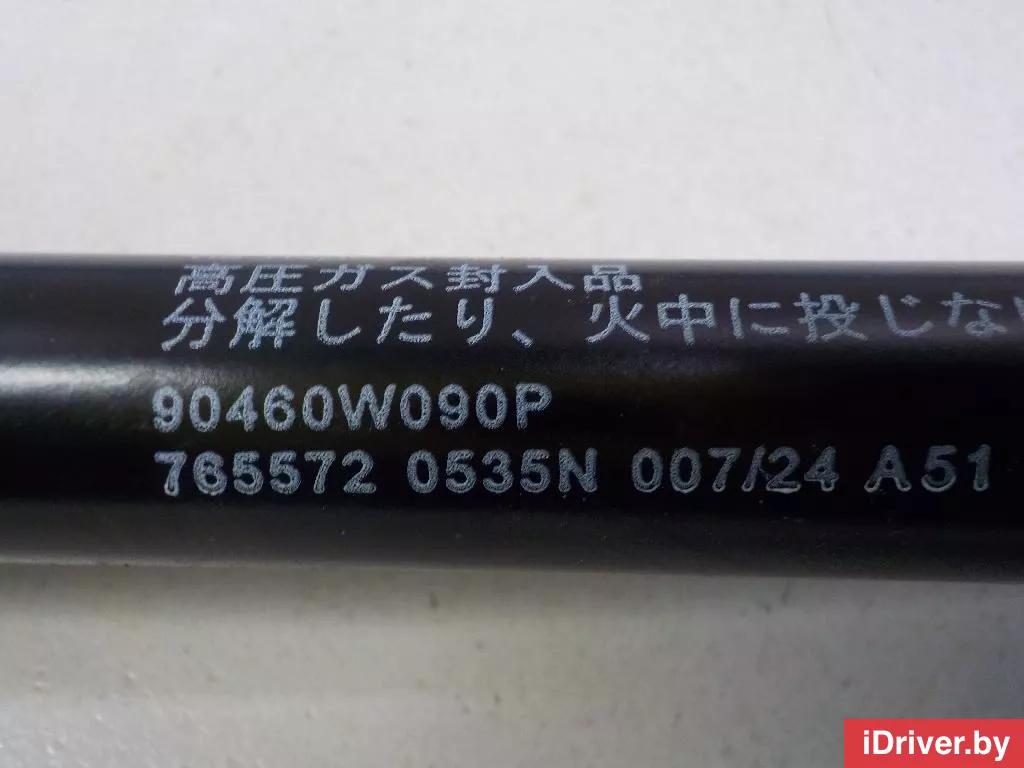 高圧ガス封入品
分解したり、火中に投じない
90460W090P
765572 0535N 007/24 A51
iDriver.by